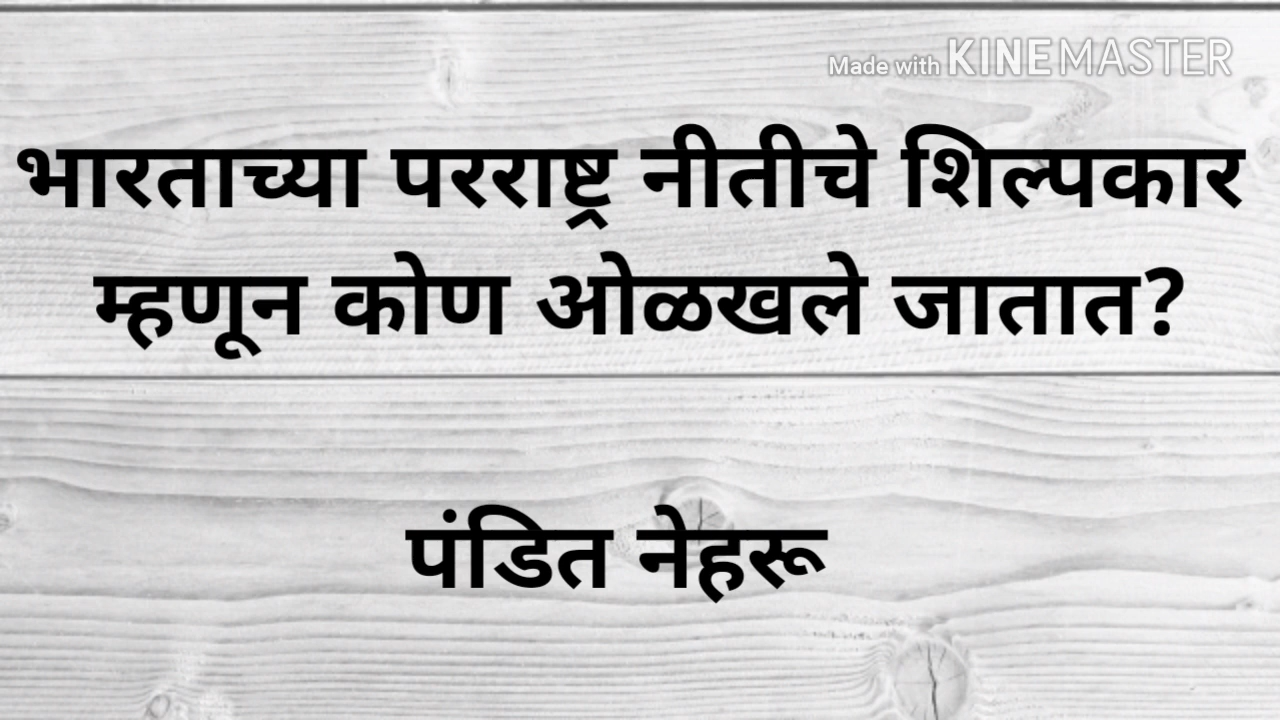 Made with KINEMASTER
भारताच्या परराष्ट्र नीतीचे शिल्पकार
म्हणून कोण ओळखले जातात?
पंडित नेहरू